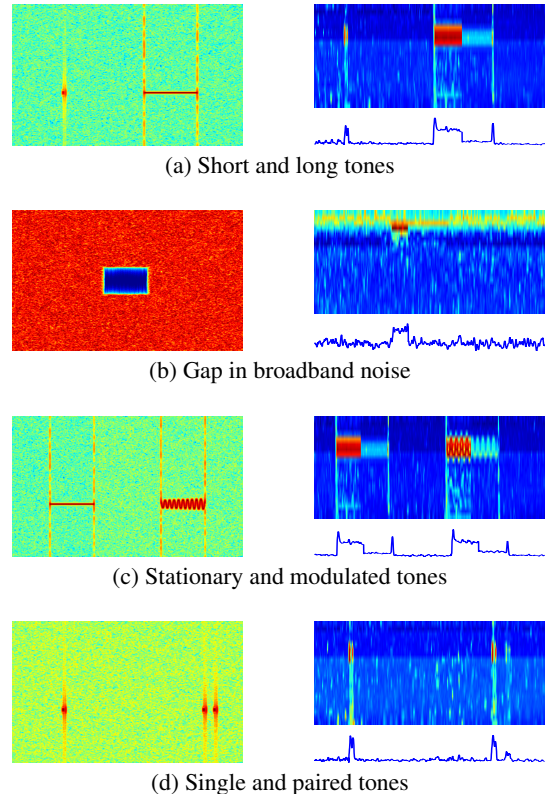 (a) Short and long tones
(b) Gap in broadband noise
(c) Stationary and modulated tones
(d) Single and paired tones